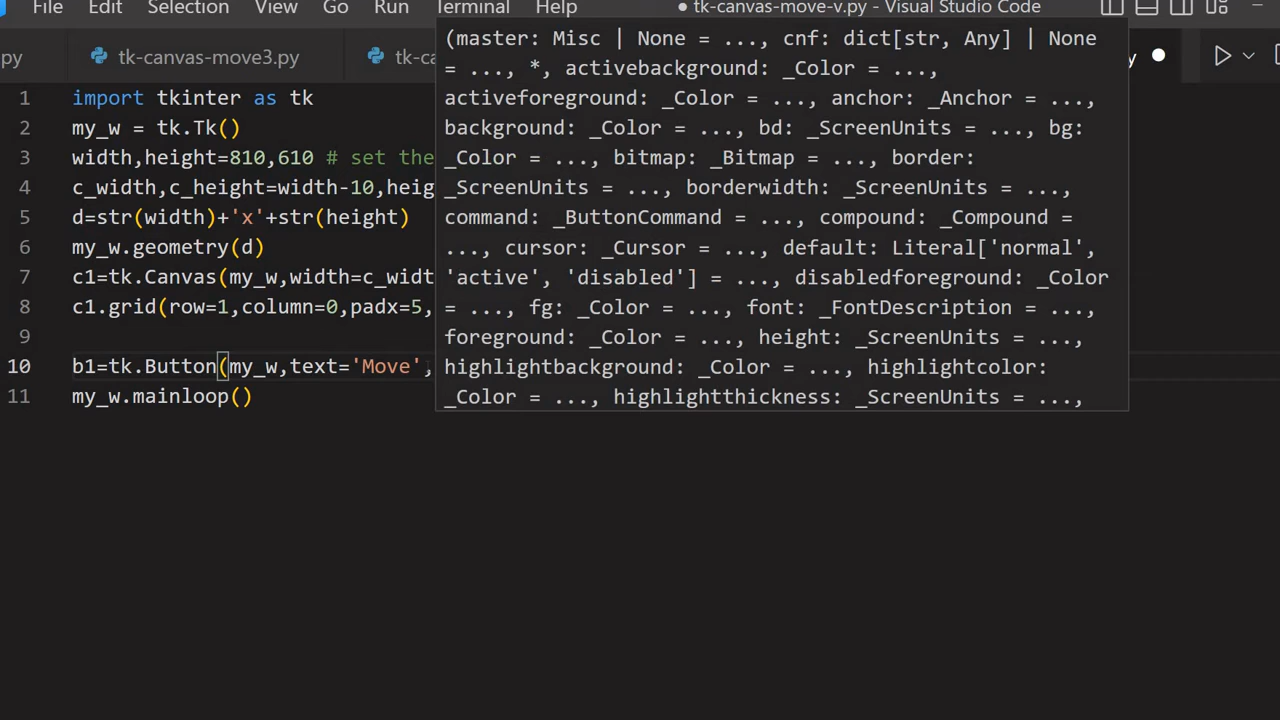 File Edit Selection View Go Run Terminal Help ● tk-canvas-move-v.py - Visual Studio Code
py tk-canvas-move3.py tk-ca y
1 import tkinter as tk
2 my_w = tk.Tk()
3 width,height=810,610 # set the
4 c_width,c_height=width-10,heig
5 d=str(width)+'x'+str(height)
6 my_w.geometry(d)
7 c1=tk.Canvas(my_w,width=c_widt
8 c1.grid(row=1,column=0,padx=5,
9
10 b1=tk.Button(my_w,text='Move',
11 my_w.mainloop()
(master: Misc | None = ..., cnf: dict[str, Any] | None
= ..., *, activebackground: _Color = ...,
activeforeground: _Color = ..., anchor: _Anchor = ...,
background: _Color = ..., bd: _ScreenUnits = ..., bg:
_Color = ..., bitmap: _Bitmap = ..., border:
_ScreenUnits = ..., borderwidth: _ScreenUnits = ...,
command: _ButtonCommand = ..., compound: _Compound =
..., cursor: _Cursor = ..., default: Literal['normal',
'active', 'disabled'] = ..., disabledforeground: _Color
= ..., fg: _Color = ..., font: _FontDescription = ...,
foreground: _Color = ..., height: _ScreenUnits = ...,
highlightbackground: _Color = ..., highlightcolor:
_Color = ..., highlightthickness: _ScreenUnits = ...,